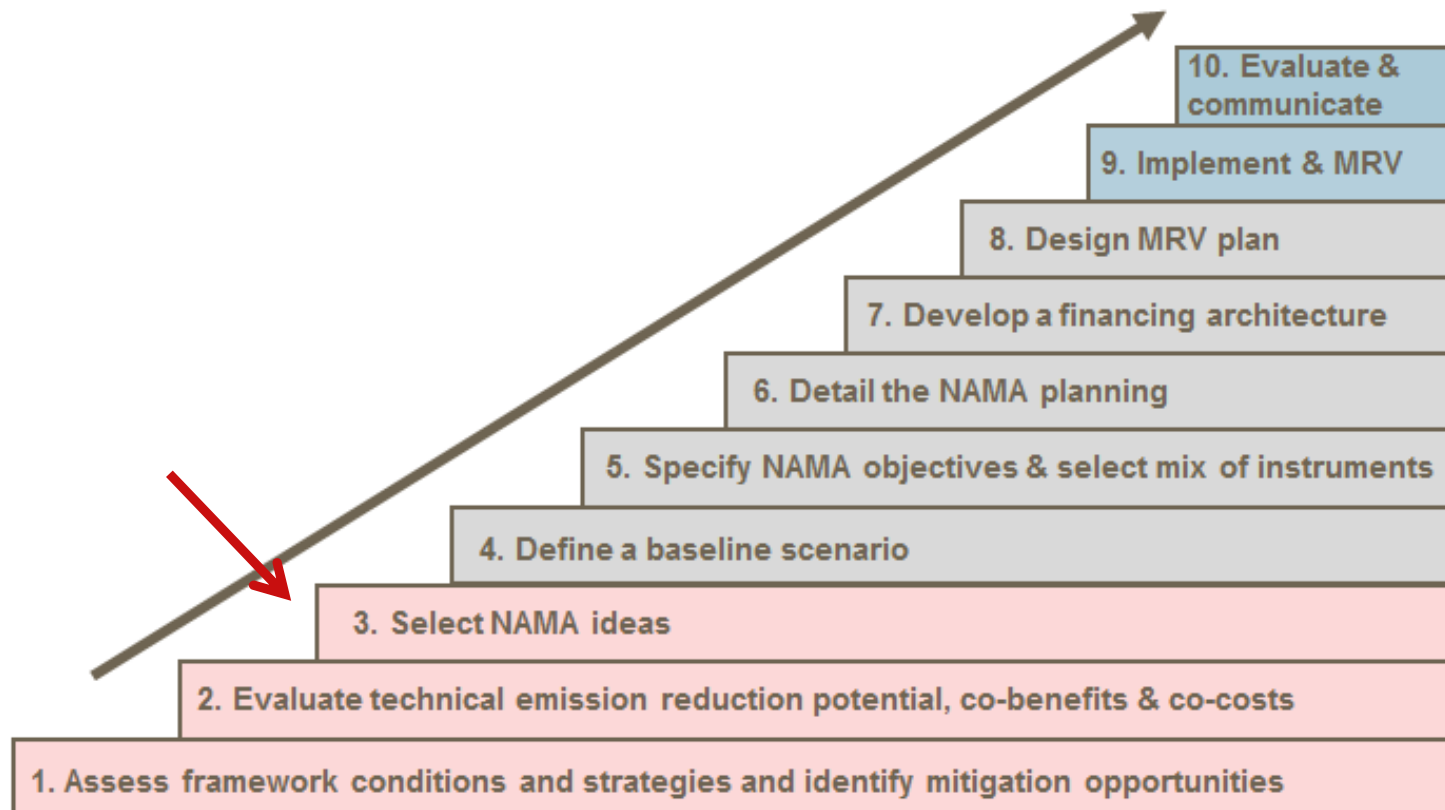 10. Evaluate &
communicate
9. Implement & MRV
8. Design MRV plan
7. Develop a financing architecture
6. Detail the NAMA planning
5. Specify NAMA objectives & select mix of instruments
4. Define a baseline scenario
3. Select NAMA ideas
2. Evaluate technical emission reduction potential, co-benefits & co-costs
1. Assess framework conditions and strategies and identify mitigation opportunities